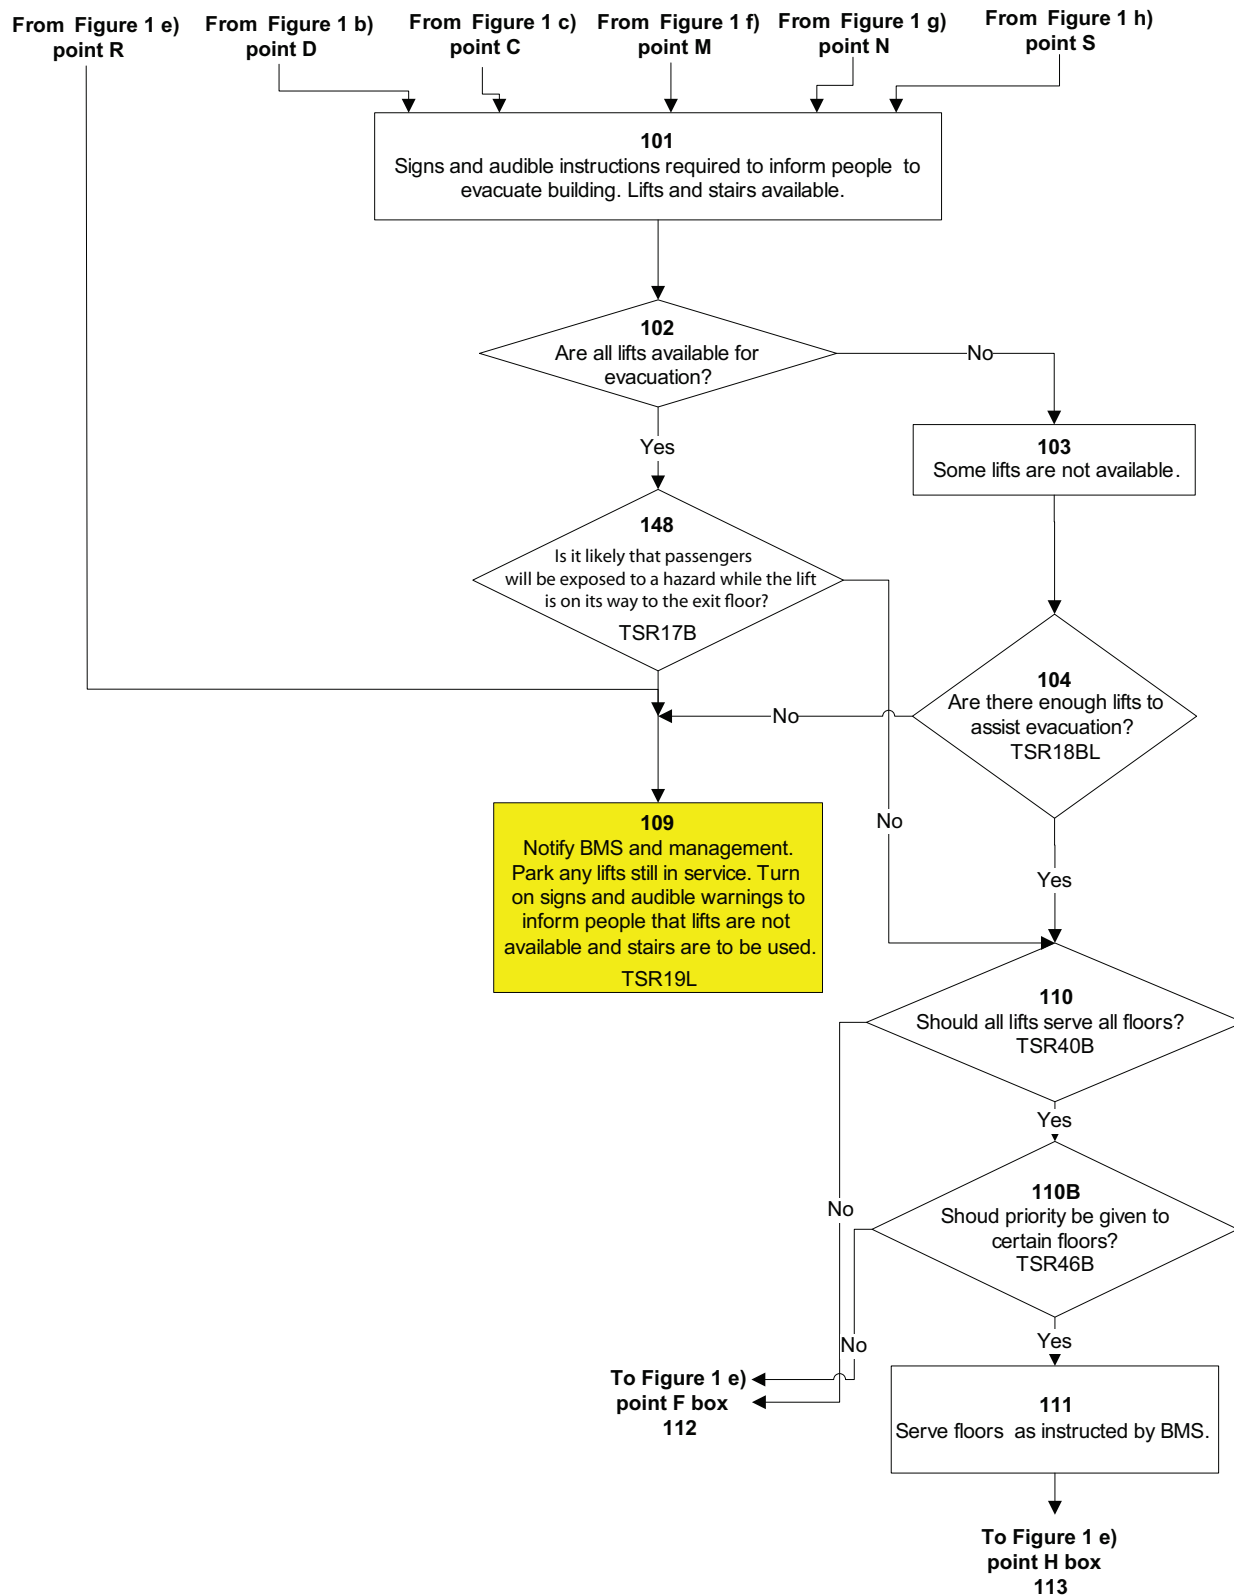 From Figure 1 e)
point R
From Figure 1 b)
point D
From Figure 1 c)
point C
From Figure 1 f)
point M
From Figure 1 g)
point N
From Figure 1 h)
point S
101
Signs and audible instructions required to inform people to
evacuate building. Lifts and stairs available.
102
Are all lifts available for
evacuation?
No
Yes
103
Some lifts are not available.
148
Is it likely that passengers
will be exposed to a hazard while the lift
is on its way to the exit floor?
TSR17B
104
Are there enough lifts to
assist evacuation?
TSR18BL
No
No
Yes
109
Notify BMS and management.
Park any lifts still in service. Turn
on signs and audible warnings to
inform people that lifts are not
available and stairs are to be used.
TSR19L
110
Should all lifts serve all floors?
TSR40B
Yes
No
110B
Shoud priority be given to
certain floors?
TSR46B
No
Yes
To Figure 1 e)
point F box
112
111
Serve floors as instructed by BMS.
To Figure 1 e)
point H box
113